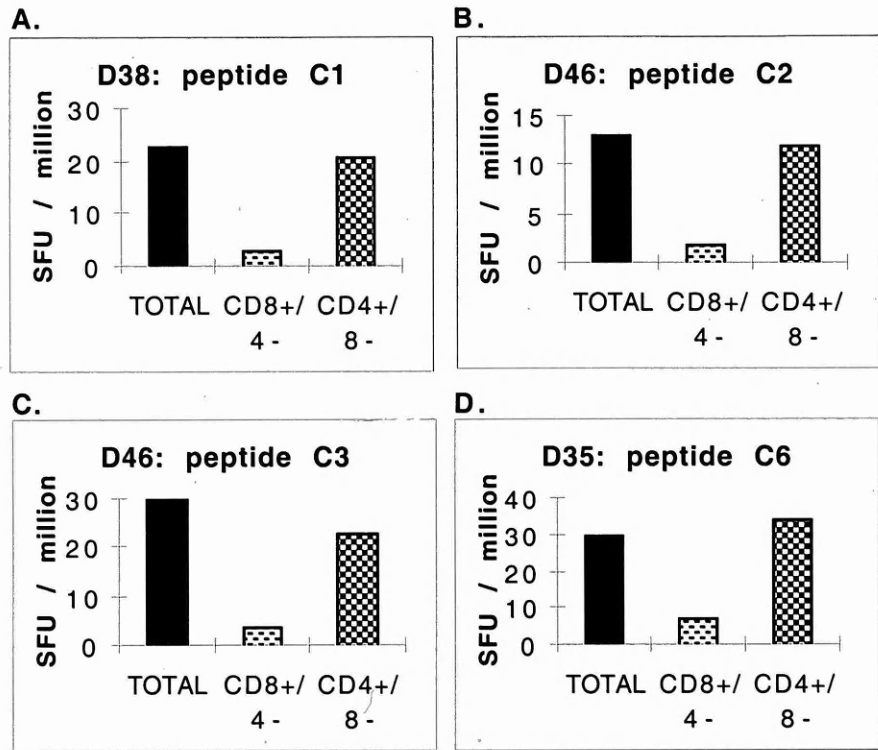 A.
D38: peptide C1
SFU / million
30
20
10
0
TOTAL CD8+/ CD4+/
4 - 8 -
B.
D46: peptide C2
SFU / million
15
10
5
0
TOTAL CD8+/ CD4+/
4 - 8 -
C.
D46: peptide C3
SFU / million
30
20
10
0
TOTAL CD8+/ CD4+/
4 - 8 -
D.
D35: peptide C6
SFU / million
40
30
20
10
0
TOTAL CD8+/ CD4+/
4 - 8 -